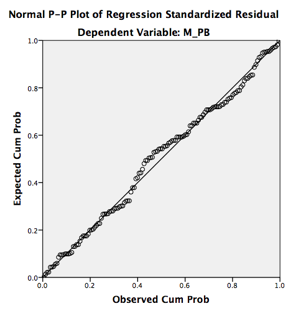 Normal P-P Plot of Regression Standardized Residual
Dependent Variable: M_PB
1.0
0.8
0.6
0.4
0.2
0.0
Expected Cum Prob
0.0 0.2 0.4 0.6 0.8 1.0
Observed Cum Prob